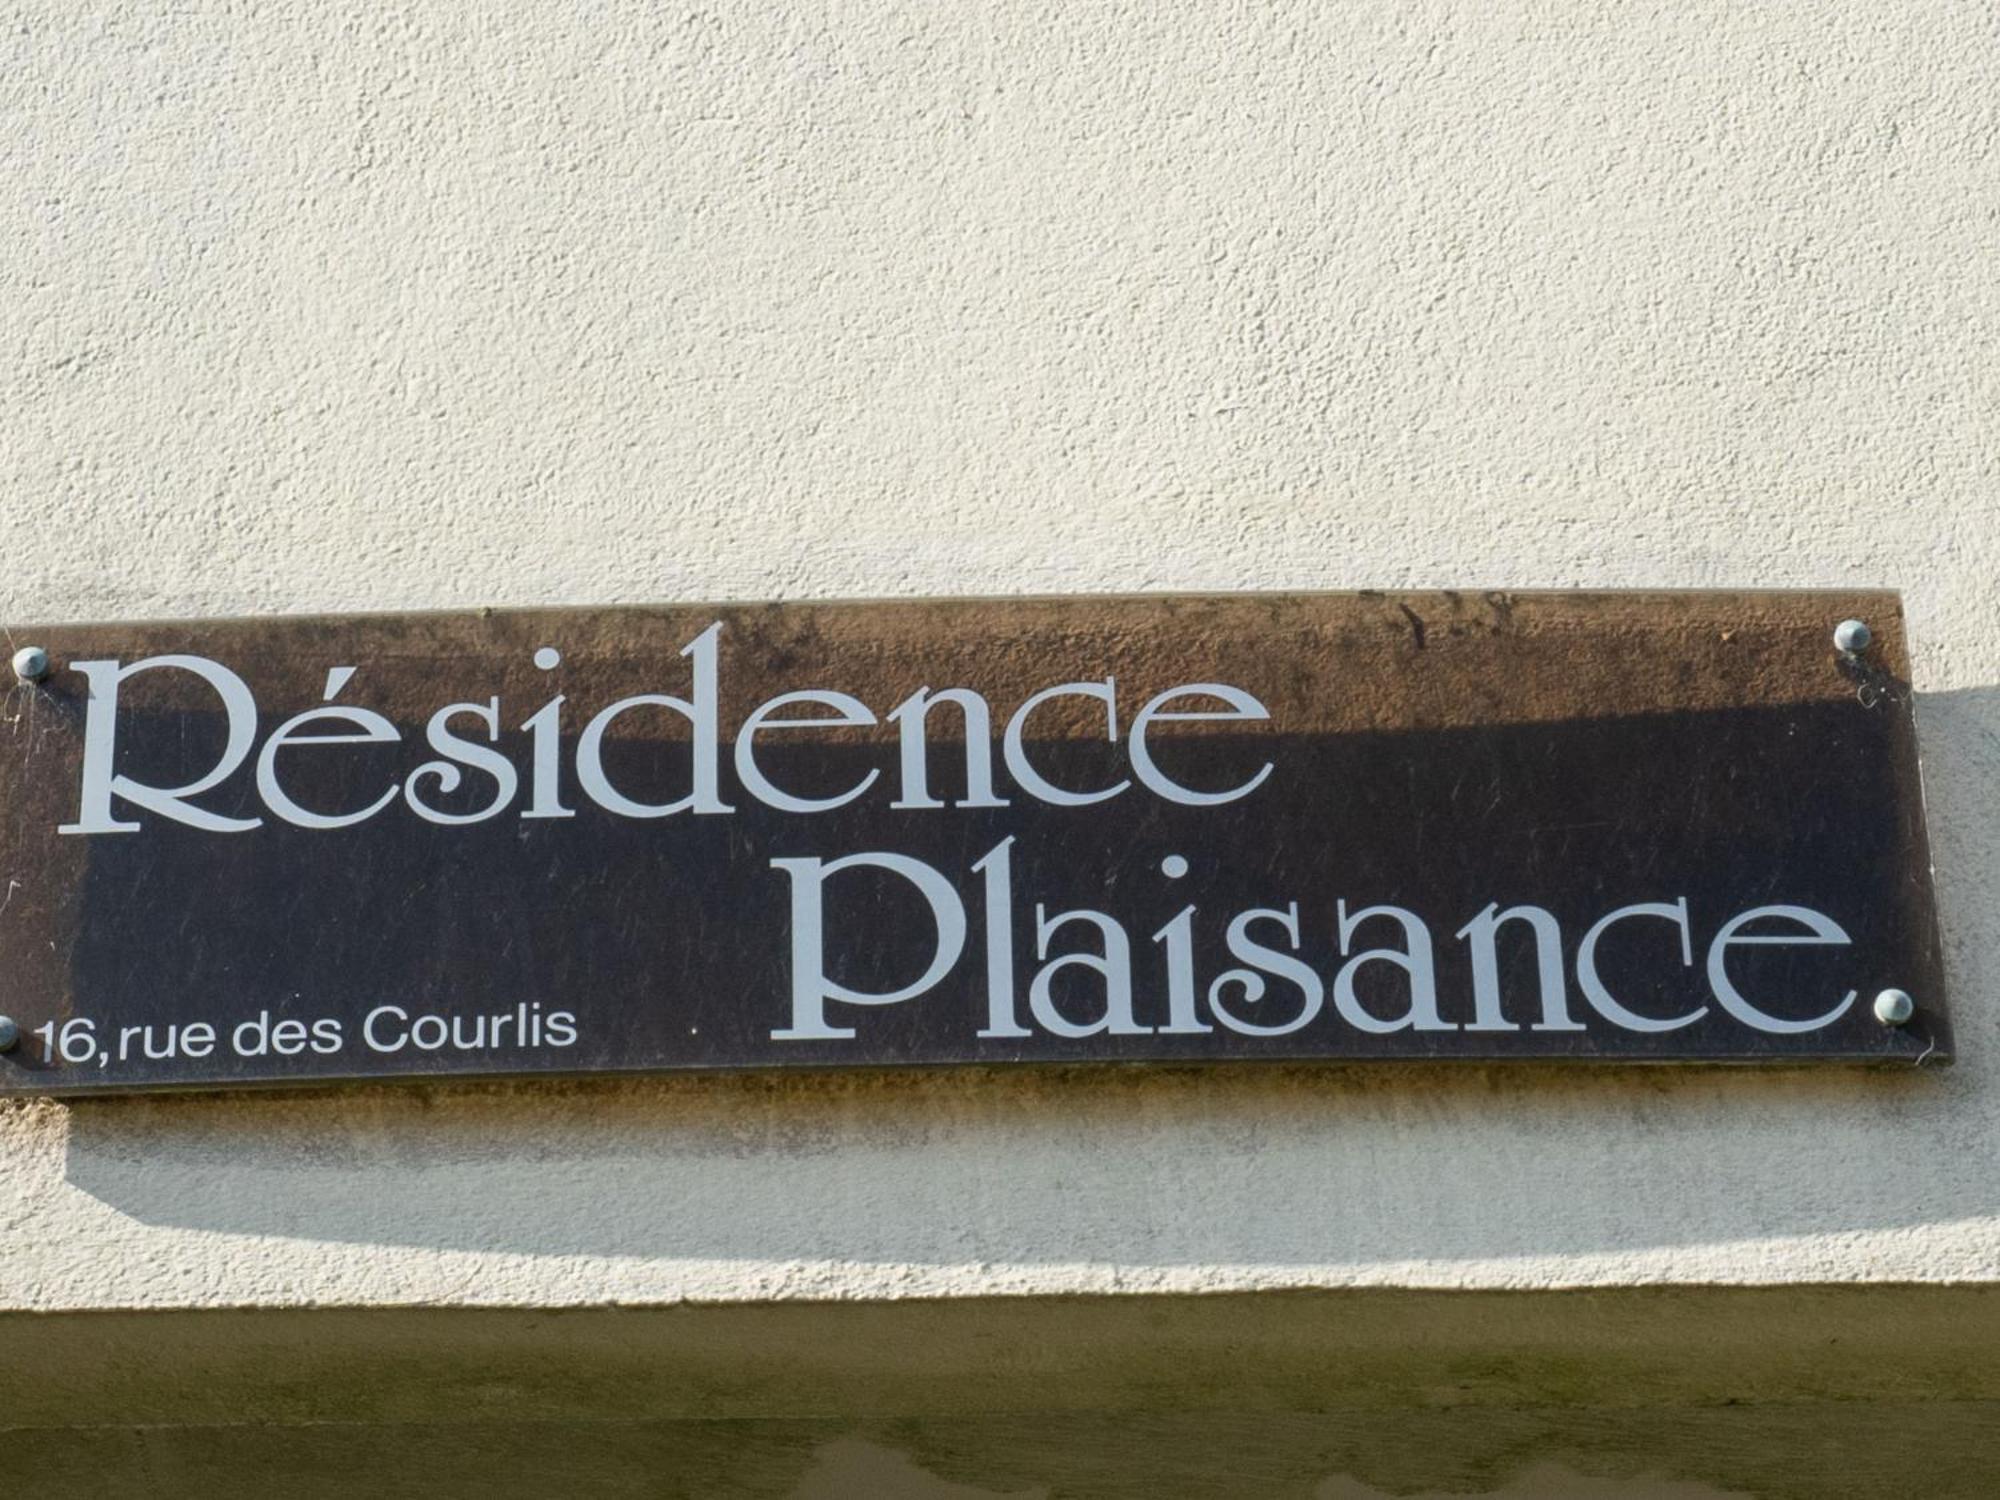 Résidence
Plaisance
16, rue des Courlis